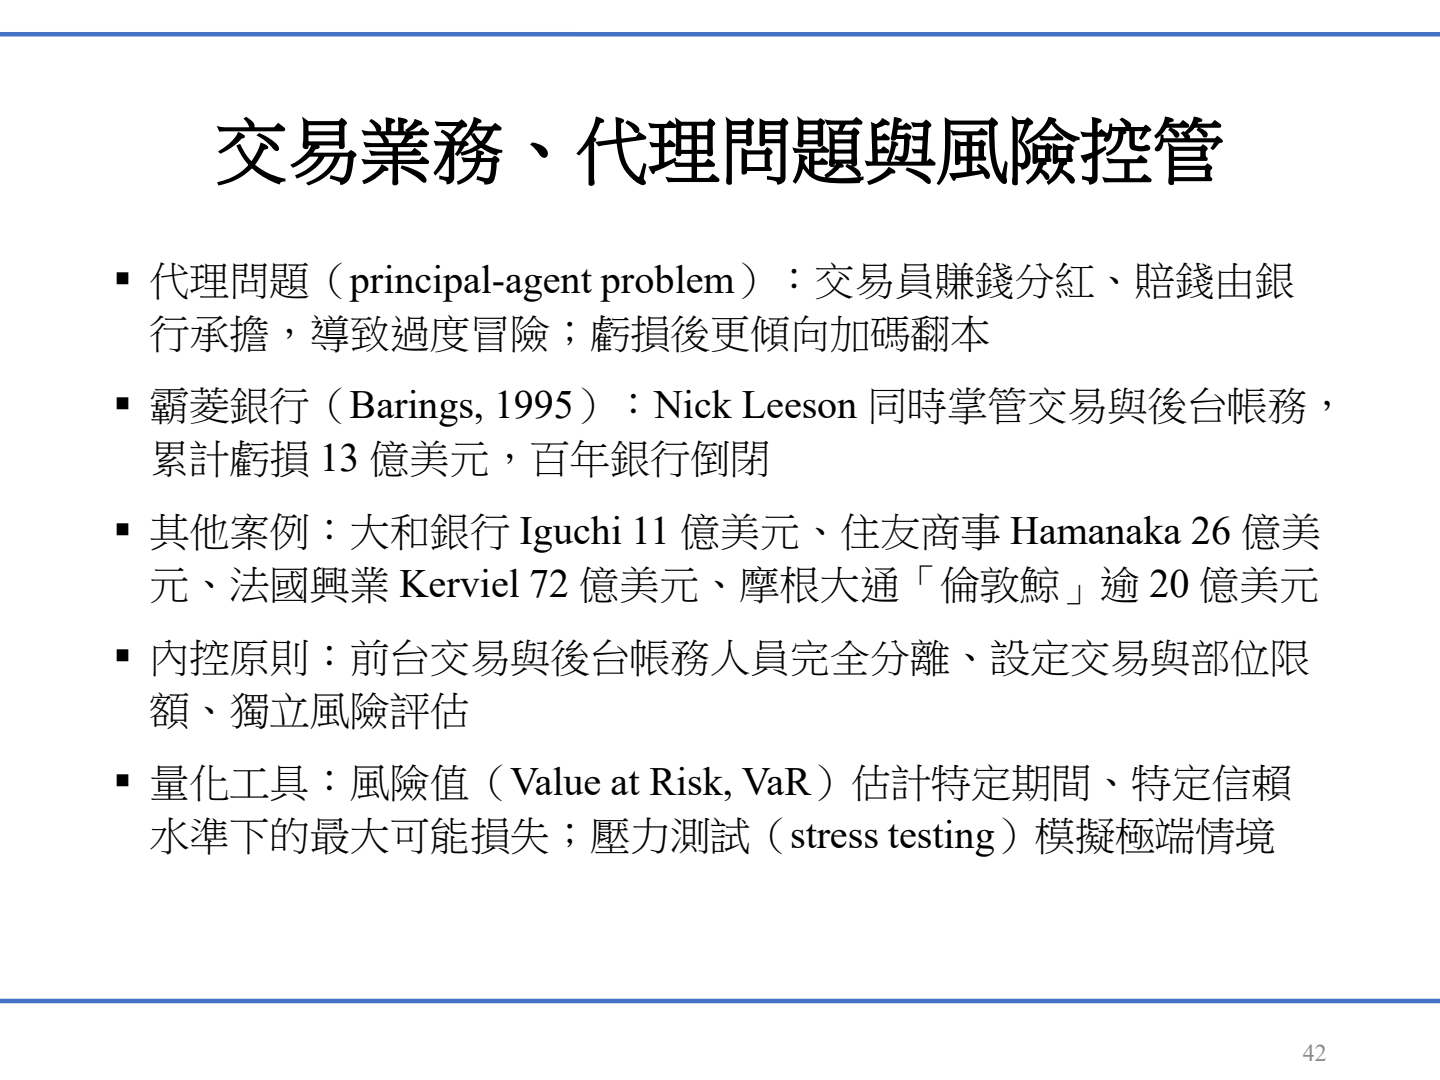 交易業務、代理問題與風險控管
▪ 代理問題（principal-agent problem）：交易員賺錢分紅、賠錢由銀
行承擔，導致過度冒險；虧損後更傾向加碼翻本
▪ 霸菱銀行（Barings, 1995）：Nick Leeson 同時掌管交易與後台帳務，
累計虧損 13 億美元，百年銀行倒閉
▪ 其他案例：大和銀行 Iguchi 11 億美元、住友商事 Hamanaka 26 億美
元、法國興業 Kerviel 72 億美元、摩根大通「倫敦鯨」逾 20 億美元
▪ 內控原則：前台交易與後台帳務人員完全分離、設定交易與部位限
額、獨立風險評估
▪ 量化工具：風險值（Value at Risk, VaR）估計特定期間、特定信賴
水準下的最大可能損失；壓力測試（stress testing）模擬極端情境
42